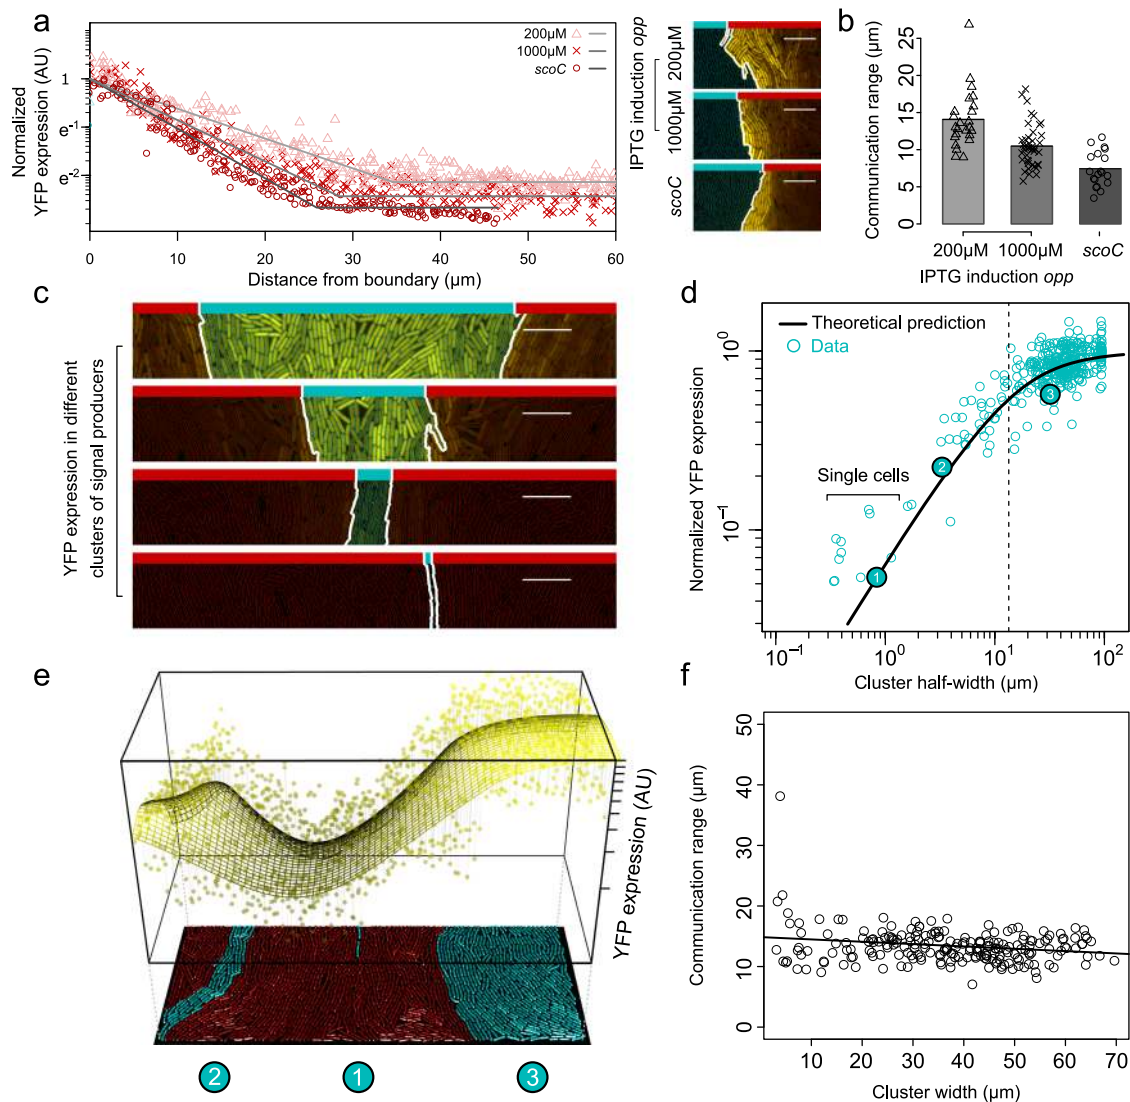 a
Normalized
YFP expression (AU)
1
e-1
e-2
200μM
1000μM
scoC
0
10
20
30
40
50
60
Distance from boundary (μm)
IPTG induction opp
200μM
1000μM
scoC
b
Communication range (μm)
25
20
15
10
5
0
200μM
1000μM
scoC
IPTG induction opp
c
YFP expression in different
clusters of signal producers
d
Normalized YFP expression
10^0
10^-1
Theoretical prediction
Data
Single cells
1
2
3
10^-1
10^0
10^1
10^2
Cluster half-width (μm)
e
YFP expression (AU)
2
1
3
f
Communication range (μm)
50
40
30
20
10
0
10
20
30
40
50
60
70
Cluster width (μm)